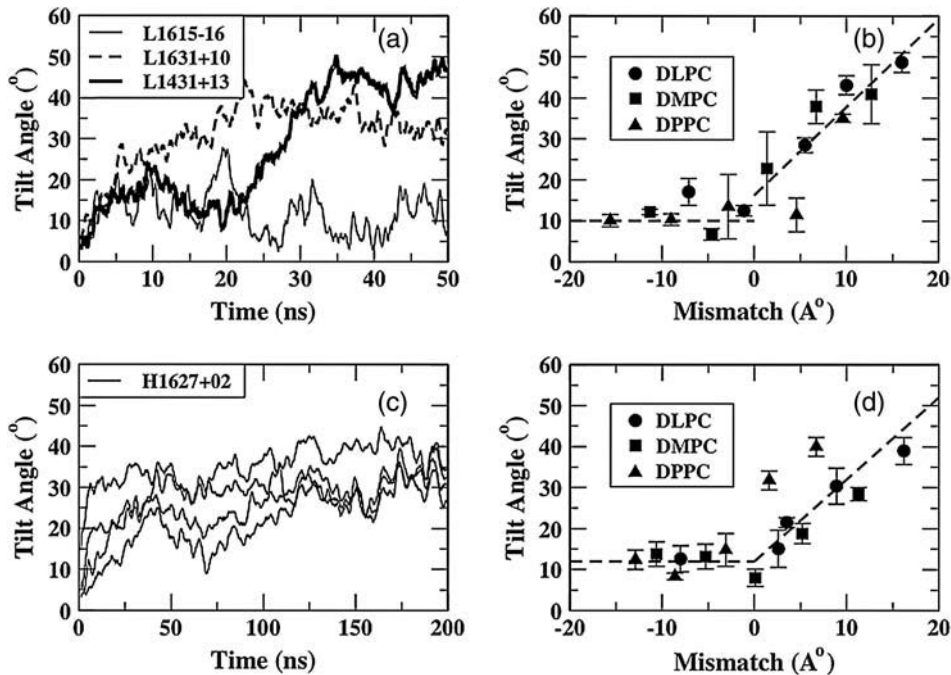 (a)
L1615-16
L1631+10
L1431+13
60
50
40
30
20
10
0
Tilt Angle (°)
0 10 20 30 40 50
Time (ns)
(b)
DLPC
DMPC
DPPC
60
50
40
30
20
10
0
Tilt Angle (°)
-20 -10 0 10 20
Mismatch (A°)
(c)
H1627+02
60
50
40
30
20
10
0
Tilt Angle (°)
0 50 100 150 200
Time (ns)
(d)
DLPC
DMPC
DPPC
60
50
40
30
20
10
0
Tilt Angle (°)
-20 -10 0 10 20
Mismatch (A°)